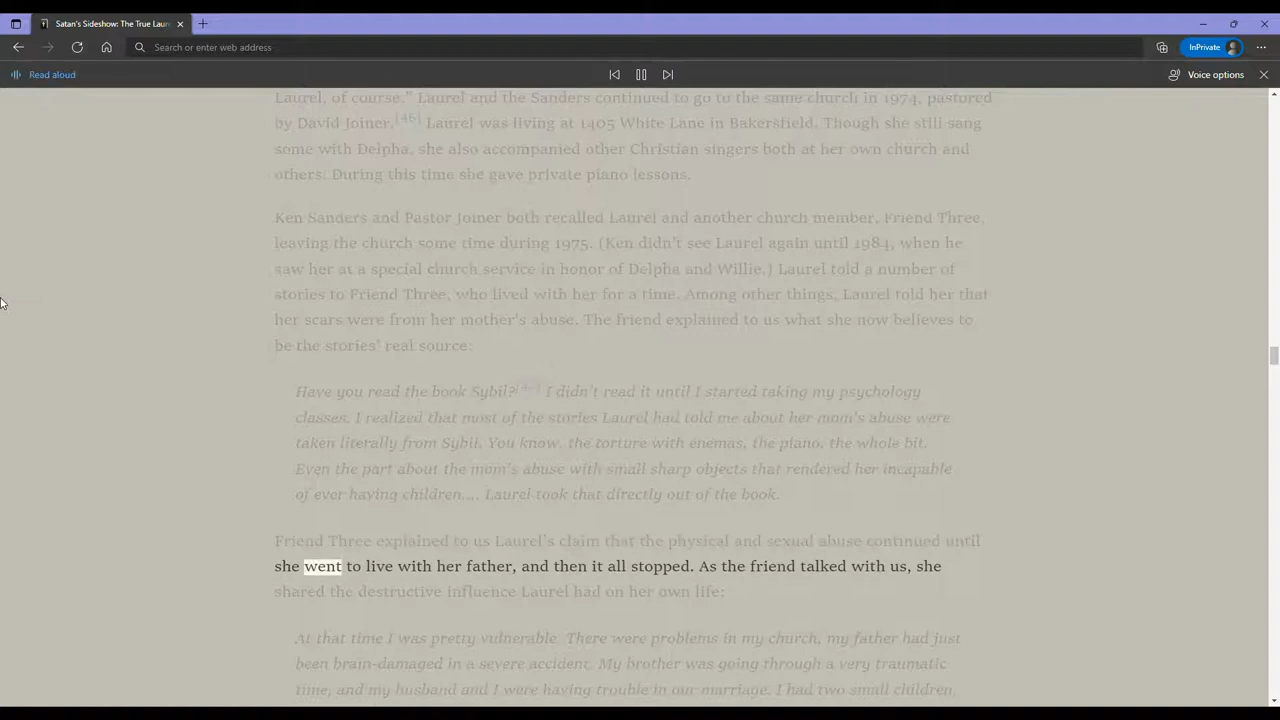 Satan's Sideshow: The True Laur
Search or enter web address
InPrivate
Read aloud
Voice options
Laurel, of course." Laurel and the Sanders continued to go to the same church in 1974, pastored
by David Joiner.[46] Laurel was living at 1405 White Lane in Bakersfield. Though she still sang
some with Delpha, she also accompanied other Christian singers both at her own church and
others. During this time she gave private piano lessons.
Ken Sanders and Pastor Joiner both recalled Laurel and another church member, Friend Three,
leaving the church some time during 1975. (Ken didn't see Laurel again until 1984, when he
saw her at a special church service in honor of Delpha and Willie.) Laurel told a number of
stories to Friend Three, who lived with her for a time. Among other things, Laurel told her that
her scars were from her mother's abuse. The friend explained to us what she now believes to
be the stories' real source:
Have you read the book Sybil? I didn't read it until I started taking my psychology
classes. I realized that most of the stories Laurel had told me about her mom's abuse were
taken literally from Sybil. You know, the torture with enemas, the piano, the whole bit.
Even the part about the mom's abuse with small sharp objects that rendered her incapable
of ever having children.... Laurel took that directly out of the book.
Friend Three explained to us Laurel's claim that the physical and sexual abuse continued until
she went to live with her father, and then it all stopped. As the friend talked with us, she
shared the destructive influence Laurel had on her own life:
At that time I was pretty vulnerable. There were problems in my church, my father had just
been brain-damaged in a severe accident. My brother was going through a very traumatic
time, and my husband and I were having trouble in our marriage. I had two small children,